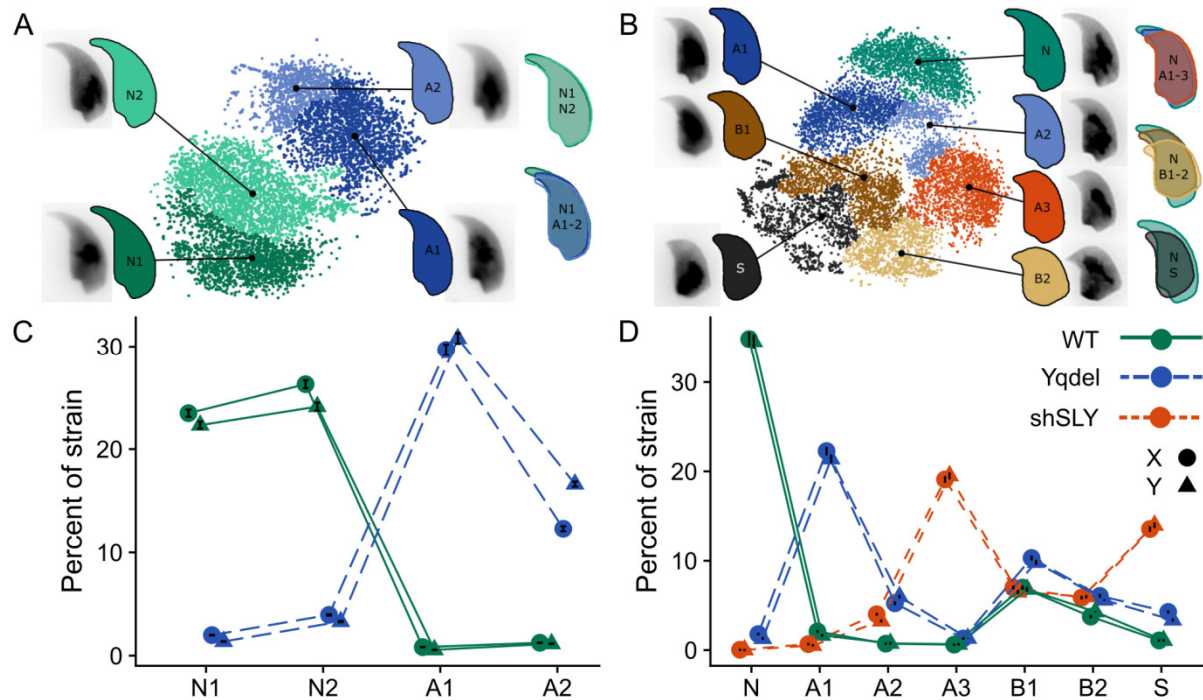 A
N2
A2
N1
N2
N1
A1-2
N1
A1
B
A1
N
N
A1-3
B1
A2
N
B1-2
A3
S
B2
N
S
C
Percent of strain
30
20
10
0
N1 N2 A1 A2
D
Percent of strain
30
20
10
0
N A1 A2 A3 B1 B2 S
WT
Yqdel
shSLY
X
Y